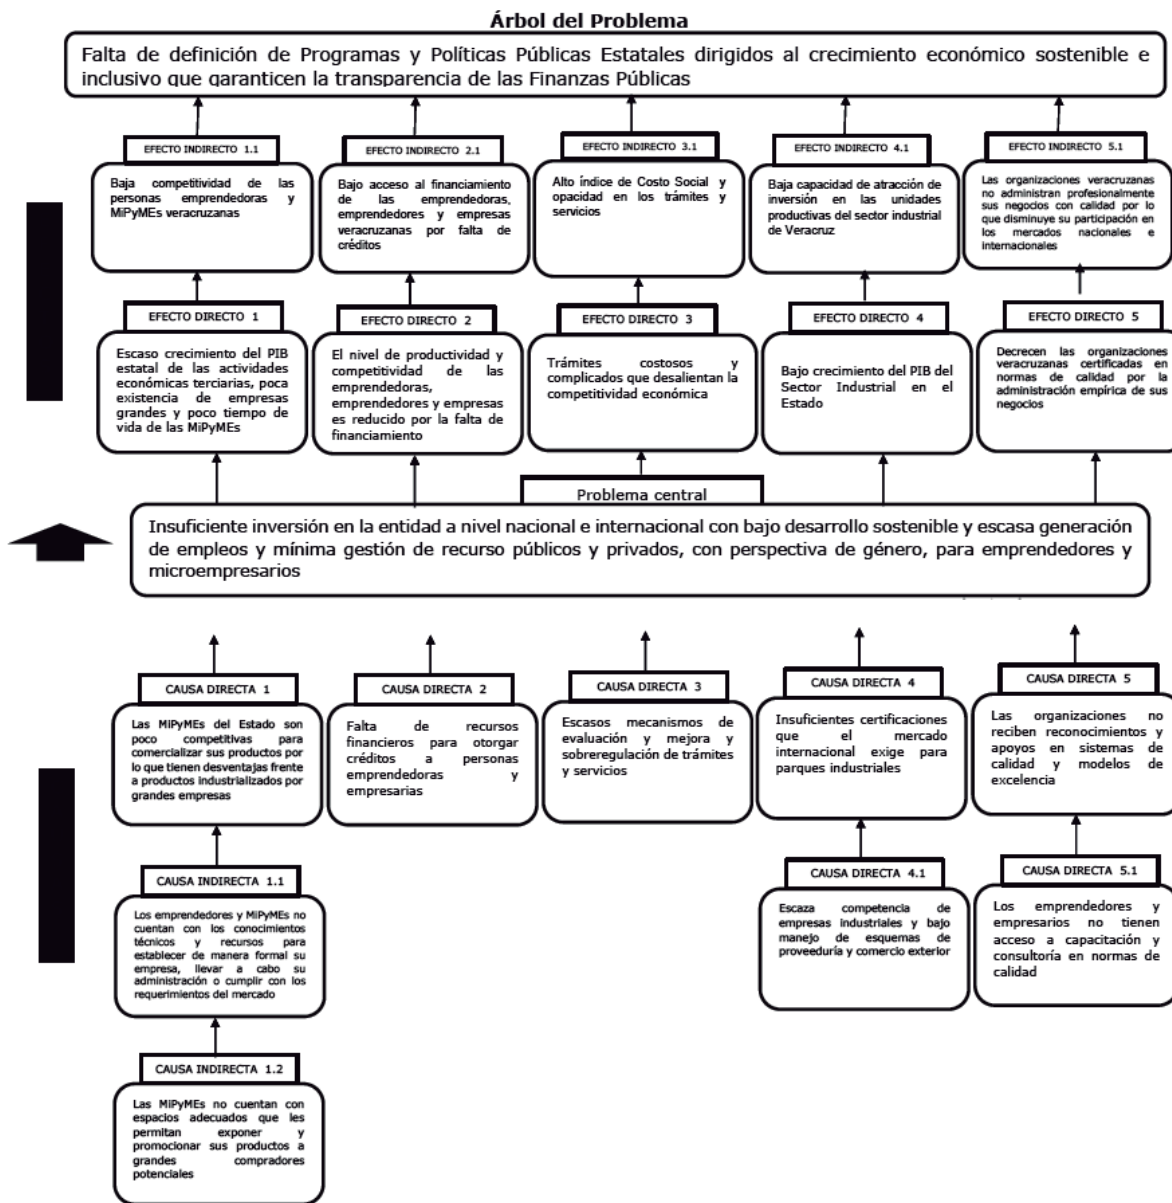 Árbol del Problema
Falta de definición de Programas y Políticas Públicas Estatales dirigidos al crecimiento económico sostenible e
inclusivo que garanticen la transparencia de las Finanzas Públicas
EFECTO INDIRECTO 1.1
Baja competitividad de las
personas emprendedoras
y MiPyMEs veracruzanas
EFECTO INDIRECTO 2.1
Bajo acceso al financiamiento
de las emprendedoras,
emprendedores y empresas
veracruzanas por falta de
créditos
EFECTO INDIRECTO 3.1
Alto índice de Costo Social y
opacidad en los trámites y
servicios
EFECTO INDIRECTO 4.1
Baja capacidad de atracción de
inversión en las unidades
productivas del sector industrial
de Veracruz
EFECTO INDIRECTO 5.1
Las organizaciones veracruzanas
no administran profesionalmente
sus negocios con calidad por lo
que disminuye su participación en
los mercados nacionales e
internacionales
EFECTO DIRECTO 1
Escaso crecimiento del PIB
estatal de las actividades
económicas terciarias, poca
existencia de empresas
grandes y poco tiempo de
vida de las MiPyMEs
EFECTO DIRECTO 2
El nivel de productividad y
competitividad de las
emprendedoras,
emprendedores y empresas
es reducido por la falta de
financiamiento
EFECTO DIRECTO 3
Trámites costosos y
complicados que desalientan la
competitividad económica
EFECTO DIRECTO 4
Bajo crecimiento del PIB del
Sector Industrial en el
Estado
EFECTO DIRECTO 5
Decrecen las organizaciones
veracruzanas certificadas en
normas de calidad por la
administración empírica de sus
negocios
Problema central
Insuficiente inversión en la entidad a nivel nacional e internacional con bajo desarrollo sostenible y escasa generación
de empleos y mínima gestión de recurso públicos y privados, con perspectiva de género, para emprendedores y
microempresarios
CAUSA DIRECTA 1
Las MiPyMEs del Estado son
poco competitivas para
comercializar sus productos por
lo que tienen desventajas frente
a productos industrializados por
grandes empresas
CAUSA DIRECTA 2
Falta de recursos
financieros para otorgar
créditos a personas
emprendedoras y
empresarias
CAUSA DIRECTA 3
Escasos mecanismos de
evaluación y mejora y
sobreregulación de trámites
y servicios
CAUSA DIRECTA 4
Insuficientes certificaciones
que el mercado
internacional exige para
parques industriales
CAUSA DIRECTA 5
Las organizaciones no
reciben reconocimientos y
apoyos en sistemas de
calidad y modelos de
excelencia
CAUSA INDIRECTA 1.1
Los emprendedores y MiPyMEs no
cuentan con los conocimientos
técnicos y recursos para
establecer de manera formal su
empresa, llevar a cabo su
administración o cumplir con los
requerimientos del mercado
CAUSA DIRECTA 4.1
Escaza competencia de
empresas industriales y bajo
manejo de esquemas de
proveeduría y comercio exterior
CAUSA DIRECTA 5.1
Los emprendedores y
empresarios no tienen
acceso a capacitación y
consultoría en normas de
calidad
CAUSA INDIRECTA 1.2
Las MiPyMEs no cuentan con
espacios adecuados que les
permitan exponer y
promocionar sus productos a
grandes compradores
potenciales